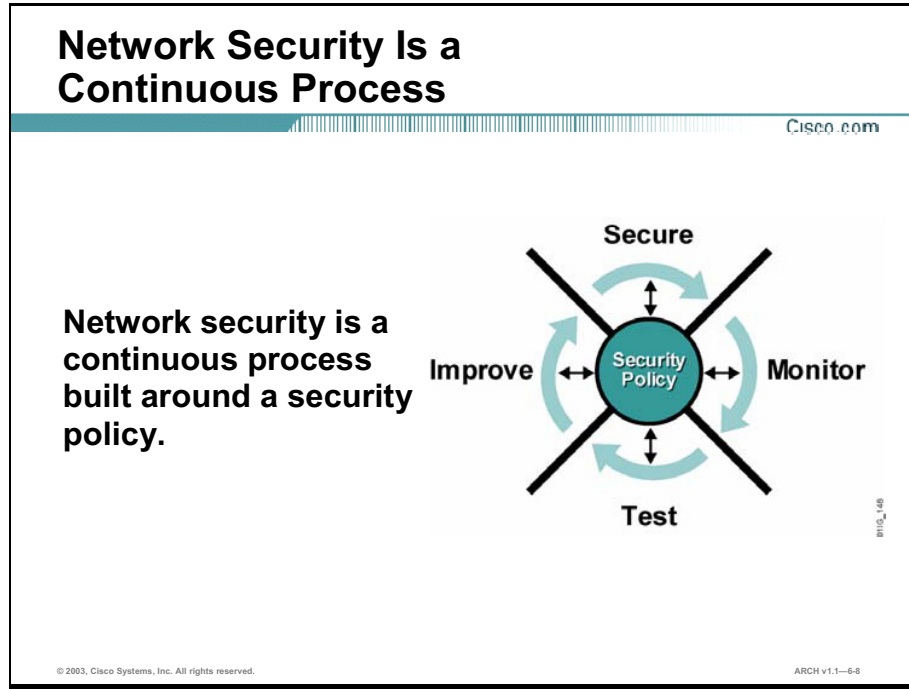 Network Security Is a
Continuous Process
Cisco.com
Network security is a
continuous process
built around a security
policy.
Secure
Improve
Security
Policy
Monitor
Test
© 2003, Cisco Systems, Inc. All rights reserved.
ARCH v1.1—6-8